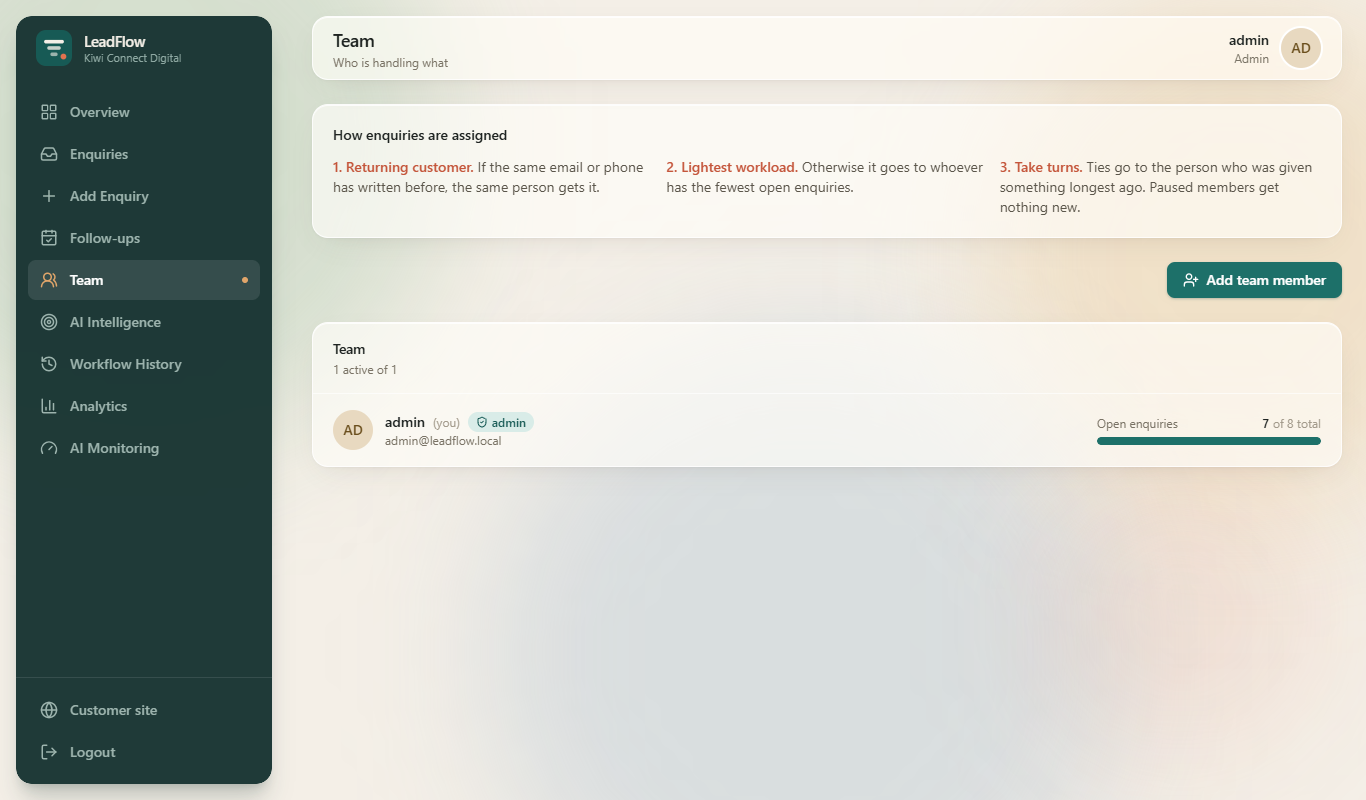 LeadFlow
Kiwi Connect Digital
Overview
Enquiries
Add Enquiry
Follow-ups
Team
AI Intelligence
Workflow History
Analytics
AI Monitoring
Customer site
Logout
Team
Who is handling what
admin
Admin
AD
How enquiries are assigned
1. Returning customer. If the same email or phone
has written before, the same person gets it.
2. Lightest workload. Otherwise it goes to whoever
has the fewest open enquiries.
3. Take turns. Ties go to the person who was given
something longest ago. Paused members get
nothing new.
Add team member
Team
1 active of 1
AD
admin (you) admin
admin@leadflow.local
Open enquiries 7 of 8 total